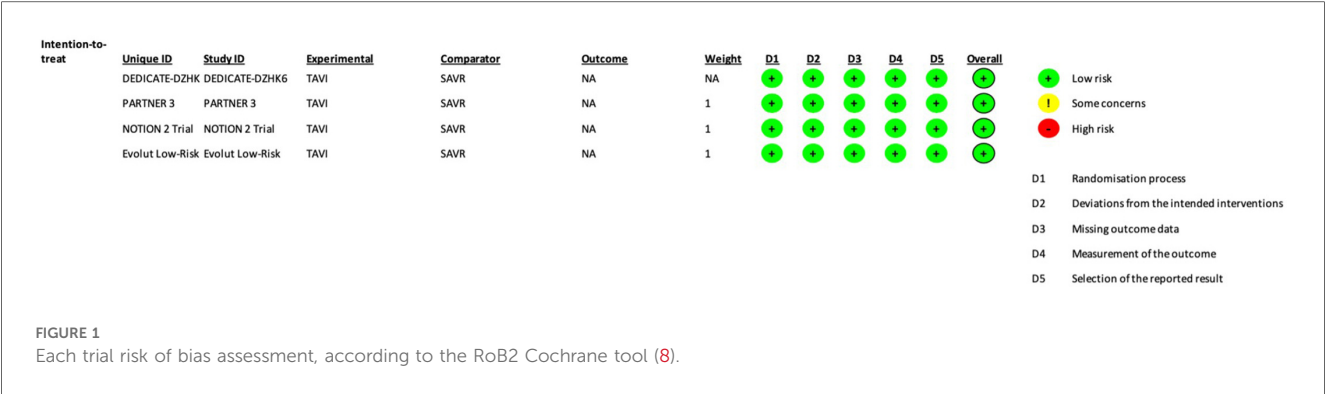 Intention-to-treat
Unique ID Study ID Experimental Comparator Outcome Weight D1 D2 D3 D4 D5 Overall
DEDICATE-DZHK DEDICATE-DZHK6 TAVI SAVR NA NA + + + + + + + Low risk
PARTNER 3 PARTNER 3 TAVI SAVR NA 1 + + + + + + ! Some concerns
NOTION 2 Trial NOTION 2 Trial TAVI SAVR NA 1 + + + + + + - High risk
Evolut Low-Risk Evolut Low-Risk TAVI SAVR NA 1 + + + + + +
D1 Randomisation process
D2 Deviations from the intended interventions
D3 Missing outcome data
D4 Measurement of the outcome
D5 Selection of the reported result
FIGURE 1
Each trial risk of bias assessment, according to the RoB2 Cochrane tool (8).